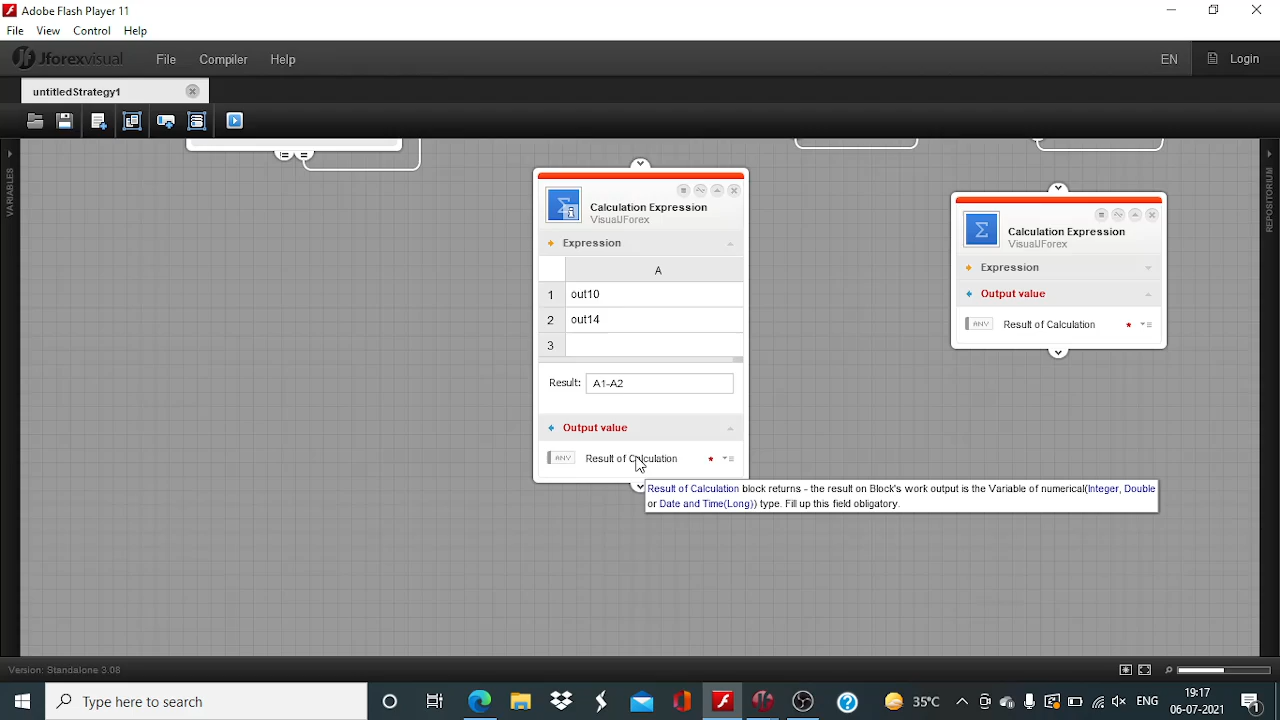 Adobe Flash Player 11
File View Control Help
Jforexvisual File Compiler Help EN Login
untitledStrategy1
VARIABLES
REPOSITORIUM
Calculation Expression
VisualJForex
Expression
A
1 out10
2 out14
3
Result: A1-A2
Output value
ANY Result of Calculation *
Calculation Expression
VisualJForex
Expression
Output value
ANY Result of Calculation *
Result of Calculation block returns - the result on Block's work output is the Variable of numerical(Integer, Double
or Date and Time(Long)) type. Fill up this field obligatory.
Version: Standalone 3.08
Type here to search
35°C
ENG
19:17
06-07-2021
1